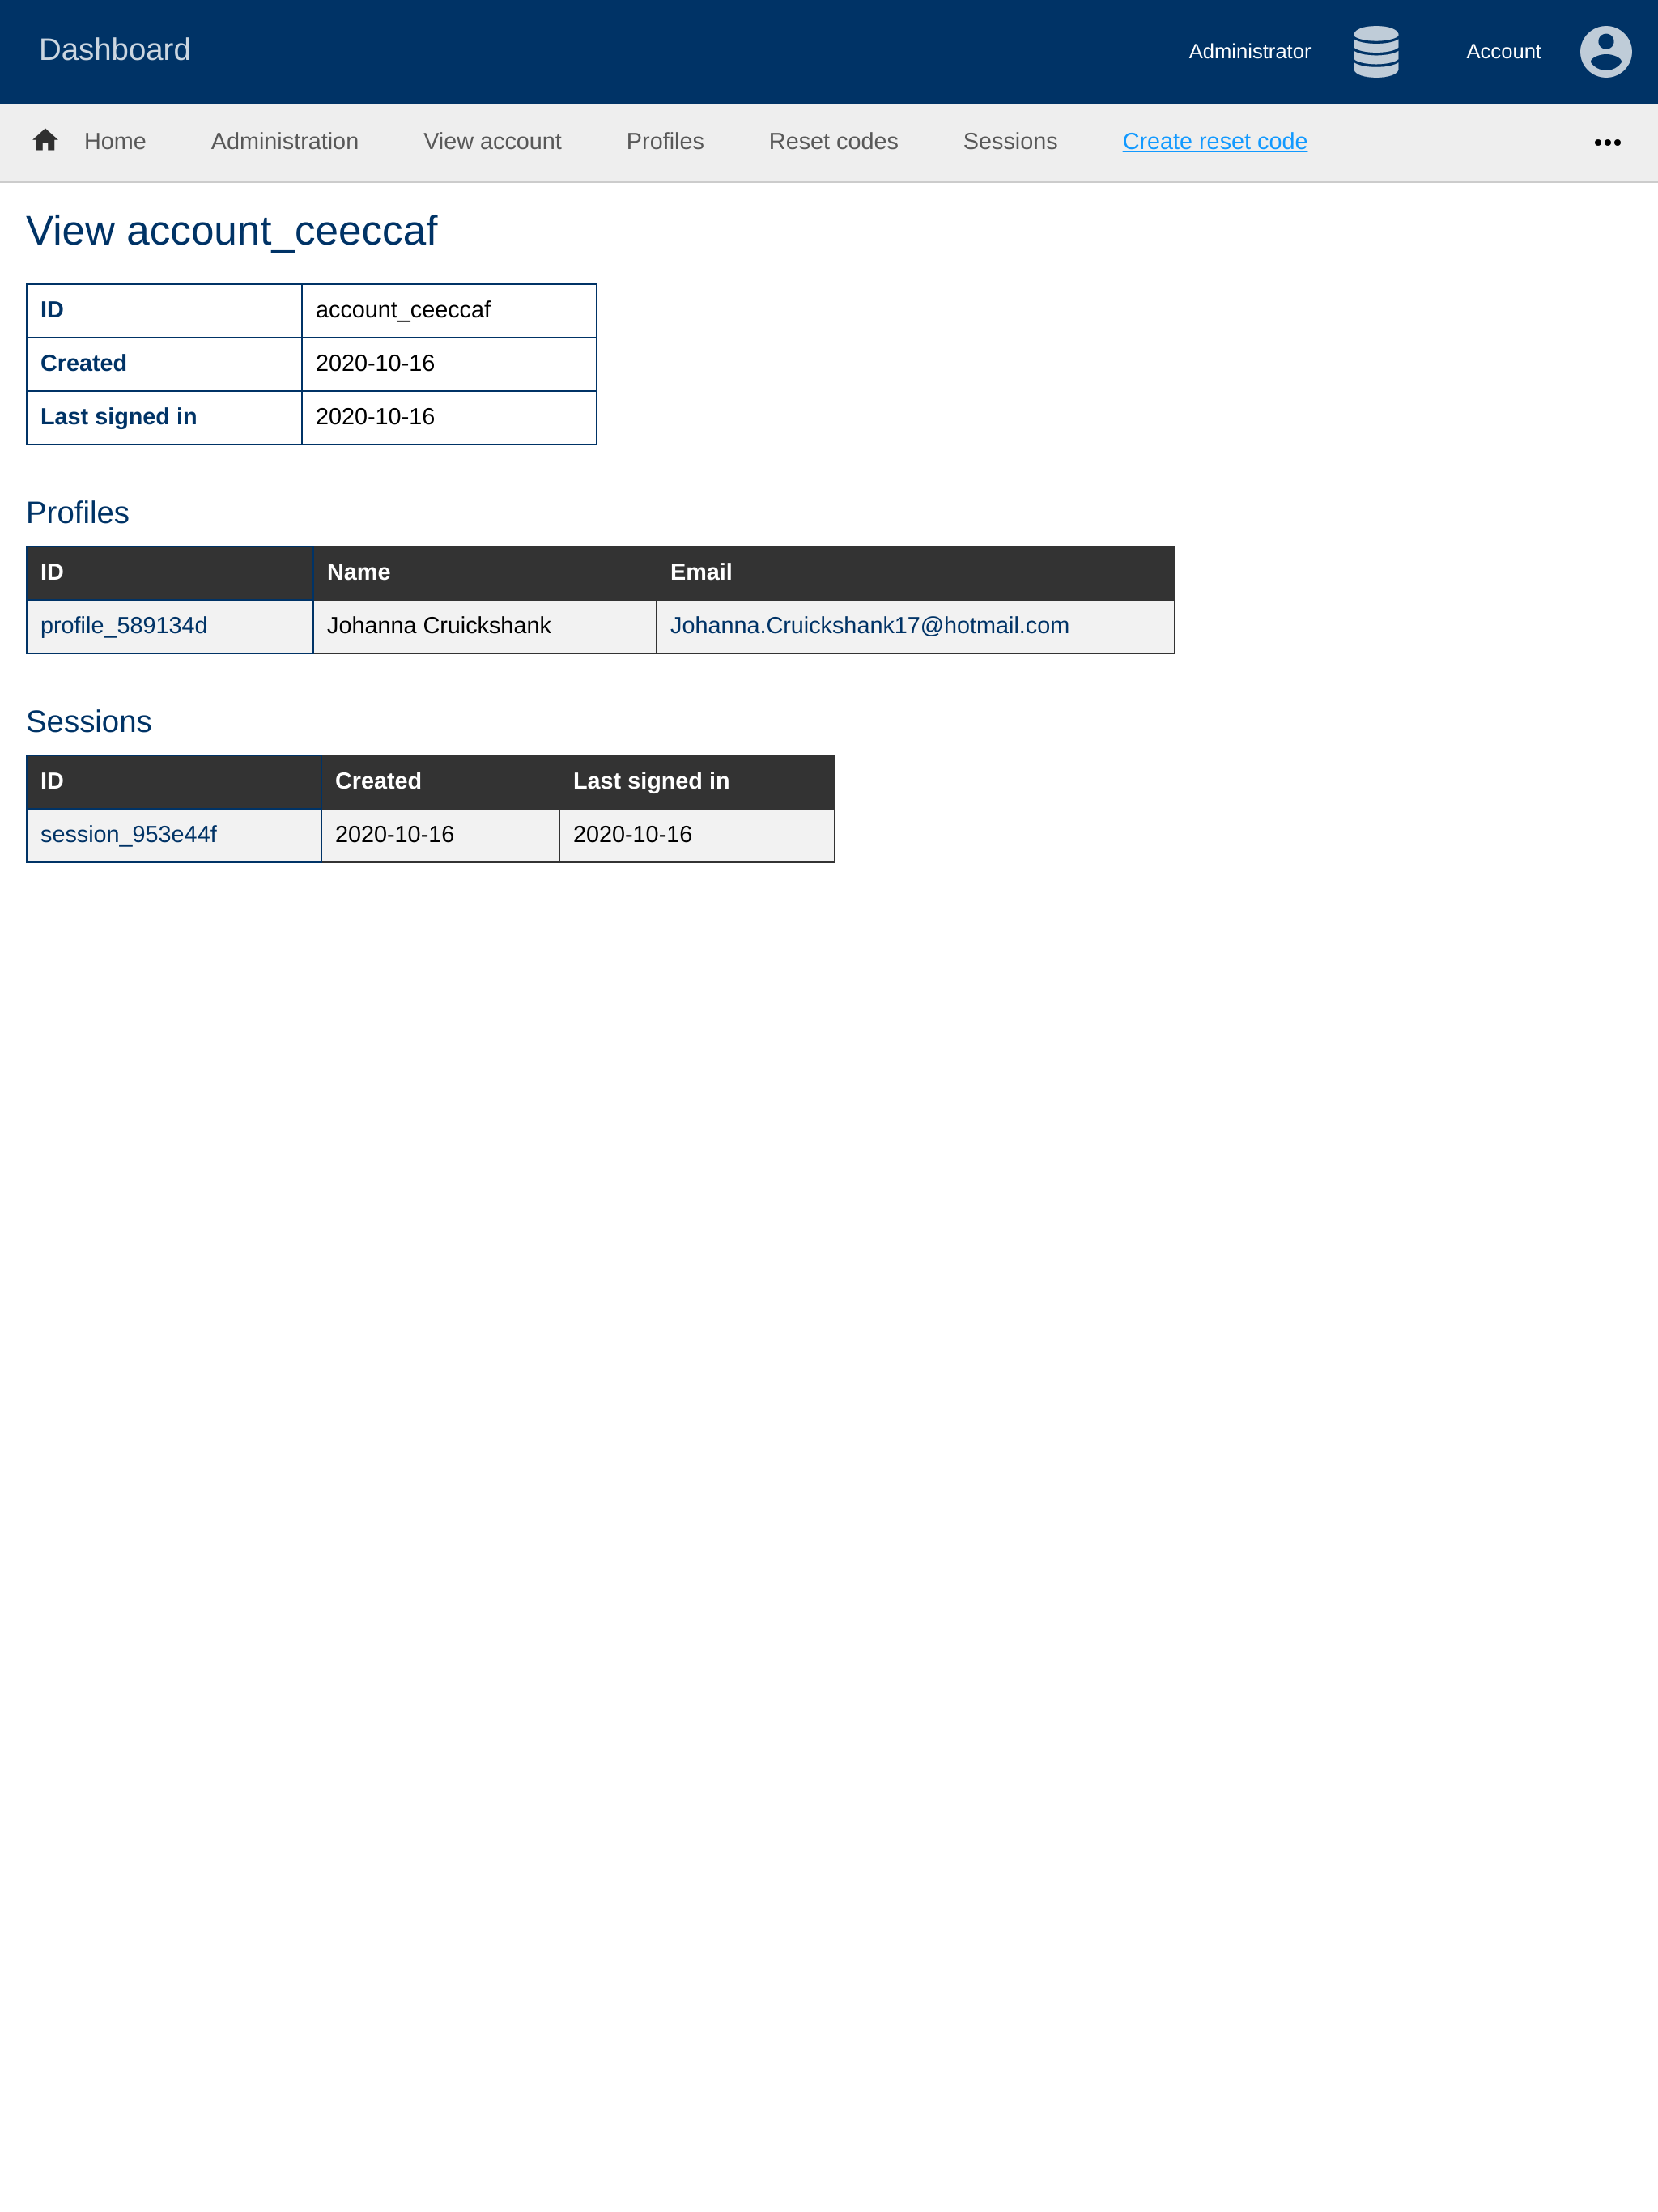 Dashboard Administrator Account
Home Administration View account Profiles Reset codes Sessions Create reset code
View account_ceeccaf
ID account_ceeccaf
Created 2020-10-16
Last signed in 2020-10-16
Profiles
ID Name Email
profile_589134d Johanna Cruickshank Johanna.Cruickshank17@hotmail.com
Sessions
ID Created Last signed in
session_953e44f 2020-10-16 2020-10-16